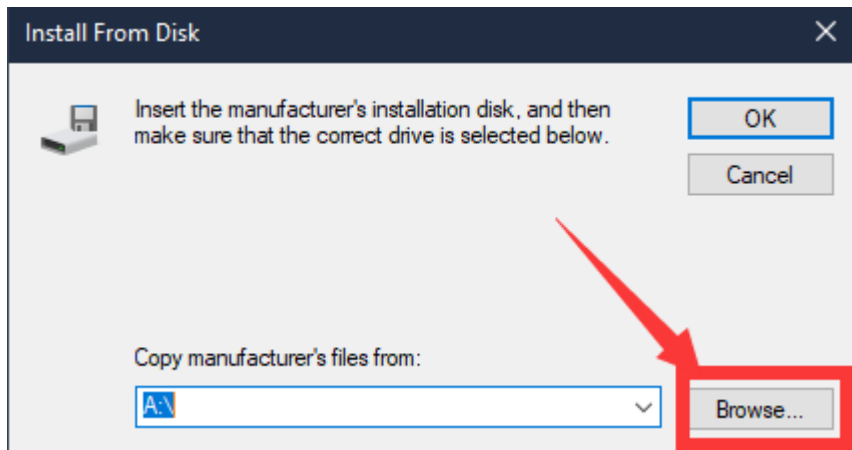 Install From Disk
Insert the manufacturer's installation disk, and then
make sure that the correct drive is selected below.
OK
Cancel
Copy manufacturer's files from:
A:\
Browse...